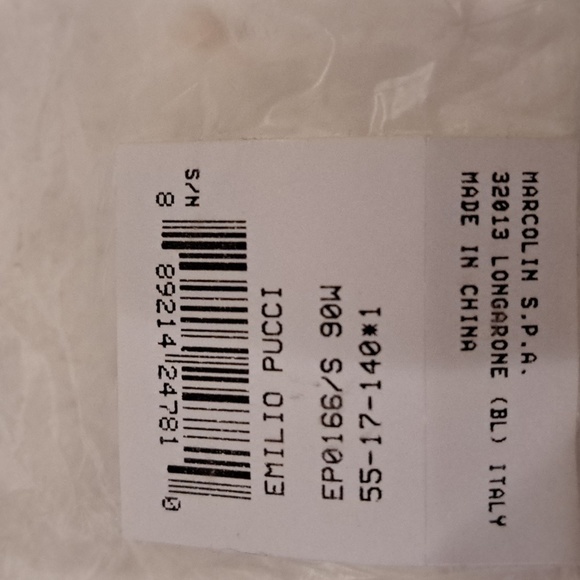 N/S
8 89214 24781 0
EMILIO PUCCI
EP0166/S 90W
55-17-140*1
MARCOLIN S.P.A.
32013 LONGARONE (BL) ITALY
MADE IN CHINA